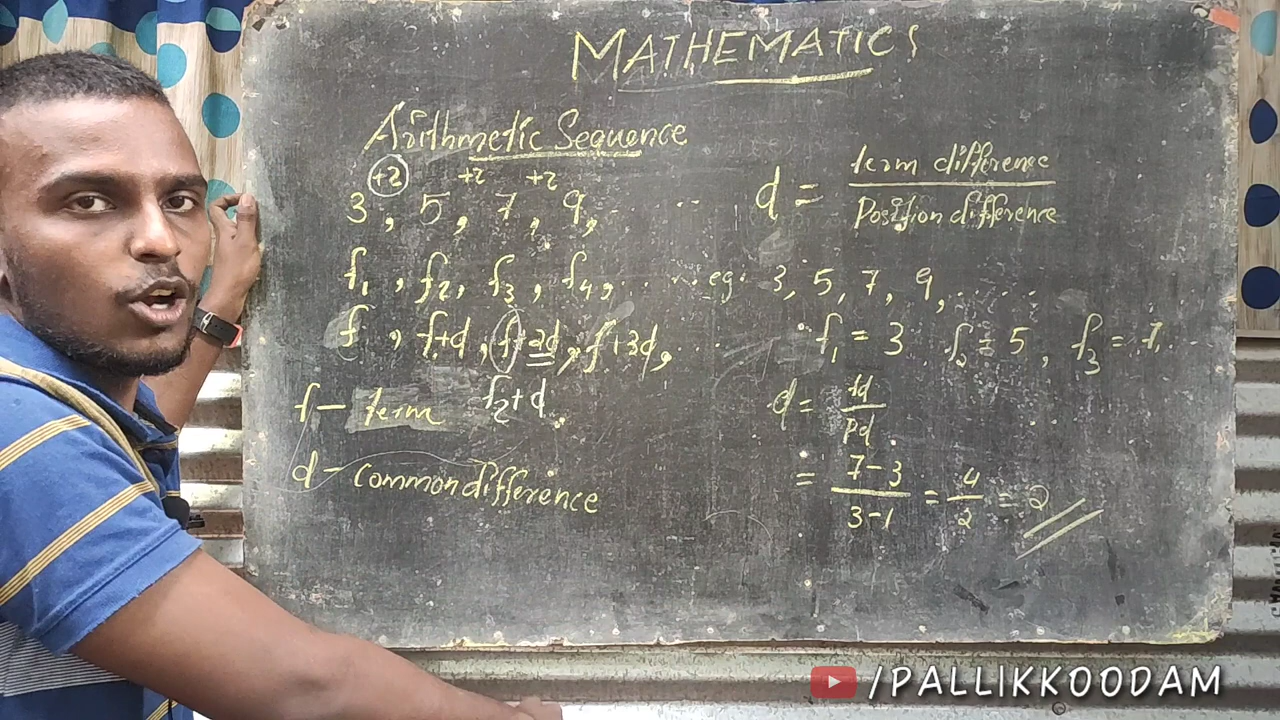 MATHEMATICS
Arithmetic Sequence
+2 +2 +2
3, 5, 7, 9, ....
f1, f2, f3, f4, ....
f, f+d, f+2d, f+3d, ....
f2+d.
f – term
d – common difference
d = term difference / Position difference
eg: 3, 5, 7, 9, .....
f1 = 3 f2 = 5, f3 = 7, ...
d = td / pd.
= 7-3 / 3-1 = 4 / 2 = 2 //
/PALLIKKOODAM